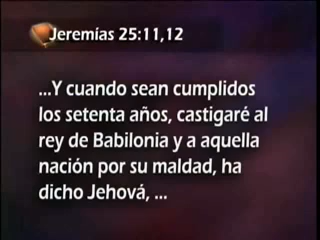 Jeremías 25:11,12
...Y cuando sean cumplidos
los setenta años, castigaré al
rey de Babilonia y a aquella
nación por su maldad, ha
dicho Jehová, ...